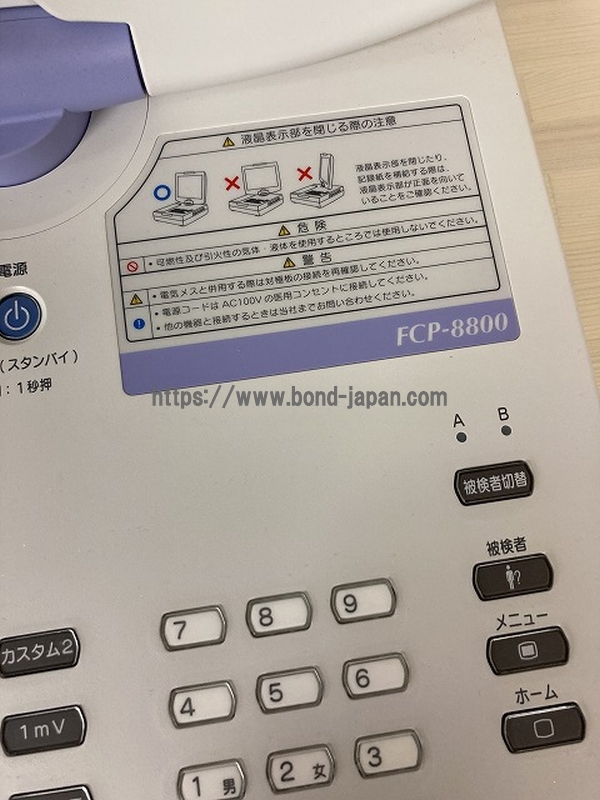 液晶表示部を閉じる際の注意
液晶表示部を閉じたり、
記録紙を補給する際は、
液晶表示部が正面を向いて
いることをご確認ください。
危険
・可燃性及び引火性の気体・液体を使用するところでは使用しないでください。
警告
・電気メスと併用する際は対極板の接続を再確認してください。
・電源コードはAC100Vの医用コンセントに接続してください。
・他の機器と接続するときは当社までお問い合わせください。
FCP-8800
電源
(スタンバイ)
：1秒押
https://www.bond-japan.com
A B
被検者切替
被検者
メニュー
ホーム
カスタム2
1mV
7 8 9
4 5 6
1 男 2 女 3